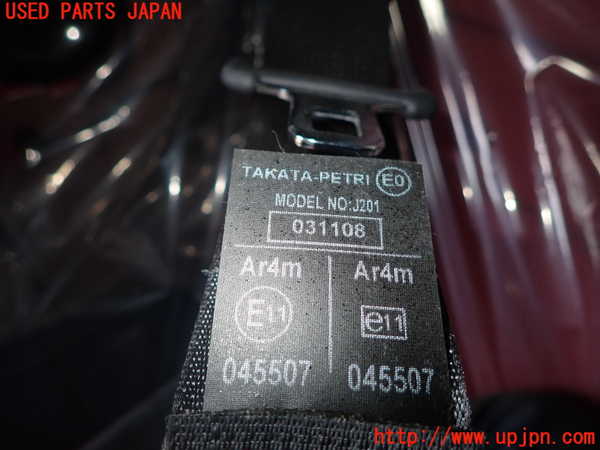 USED PARTS JAPAN
TAKATA-PETRI E0
MODEL NO:J201
031108
Ar4m Ar4m
E11 e11
045507 045507
http://www.upjpn.com